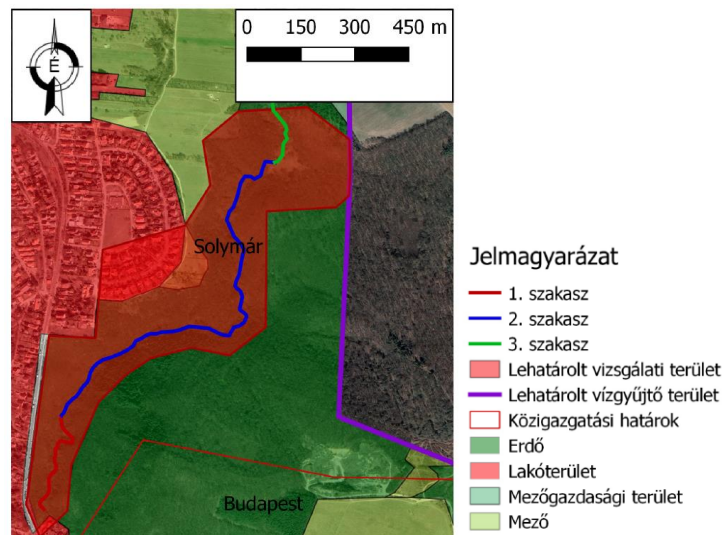 É
0 150 300 450 m
Solymár
Budapest
Jelmagyarázat
1. szakasz
2. szakasz
3. szakasz
Lehatárolt vizsgálati terület
Lehatárolt vízgyűjtő terület
Közigazgatási határok
Erdő
Lakóterület
Mezőgazdasági terület
Mező